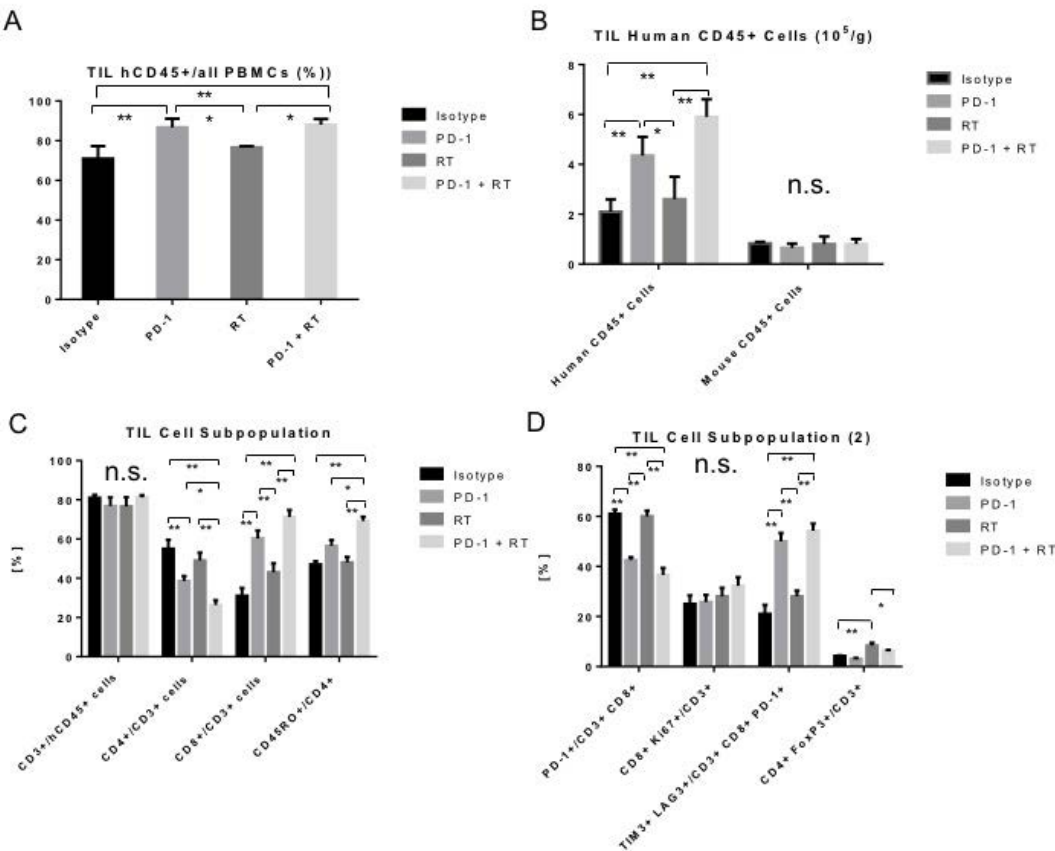 A
TIL hCD45+/all PBMCs (%))
**
** * *
100
80
60
40
20
0
Isotype
PD-1
RT
PD-1 + RT
Isotype
PD-1
RT
PD-1 + RT
B
TIL Human CD45+ Cells (10⁵/g)
**
**
** *
n.s.
8
6
4
2
0
Human CD45+ Cells
Mouse CD45+ Cells
Isotype
PD-1
RT
PD-1 + RT
C
TIL Cell Subpopulation
n.s.
** ** **
* ** *
** ** ** ** **
100
80
60
40
20
0
[%]
CD3+/hCD45+ cells
CD4+/CD3+ cells
CD8+/CD3+ cells
CD45RO+/CD4+
Isotype
PD-1
RT
PD-1 + RT
D
TIL Cell Subpopulation (2)
n.s.
** **
** **
** ** ** **
** *
80
60
40
20
0
[%]
PD-1+/CD3+ CD8+
CD8+ Ki67+/CD3+
TIM3+ LAG3+/CD3+ CD8+ PD-1+
CD4+ FoxP3+/CD3+
Isotype
PD-1
RT
PD-1 + RT